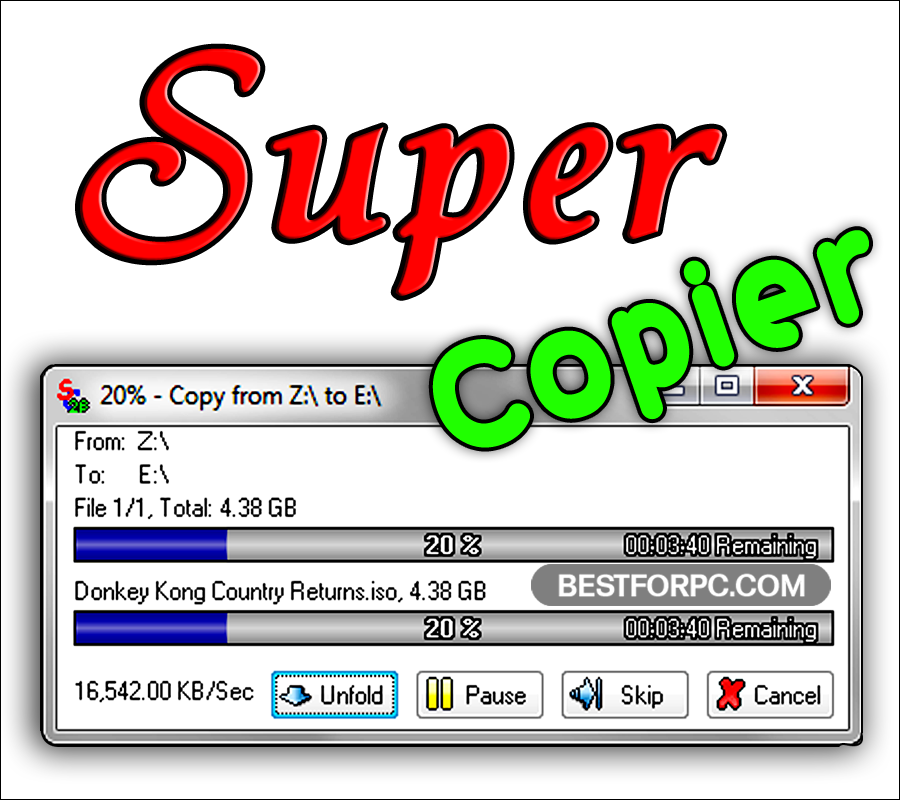 Super
Copier
20% - Copy from Z:\ to E:\
From: Z:\
To: E:\
File 1/1, Total: 4.38 GB
20 % 00:03:40 Remaining
Donkey Kong Country Returns.iso, 4.38 GB
BESTFORPC.COM
20 % 00:03:40 Remaining
16,542.00 KB/Sec Unfold Pause Skip Cancel